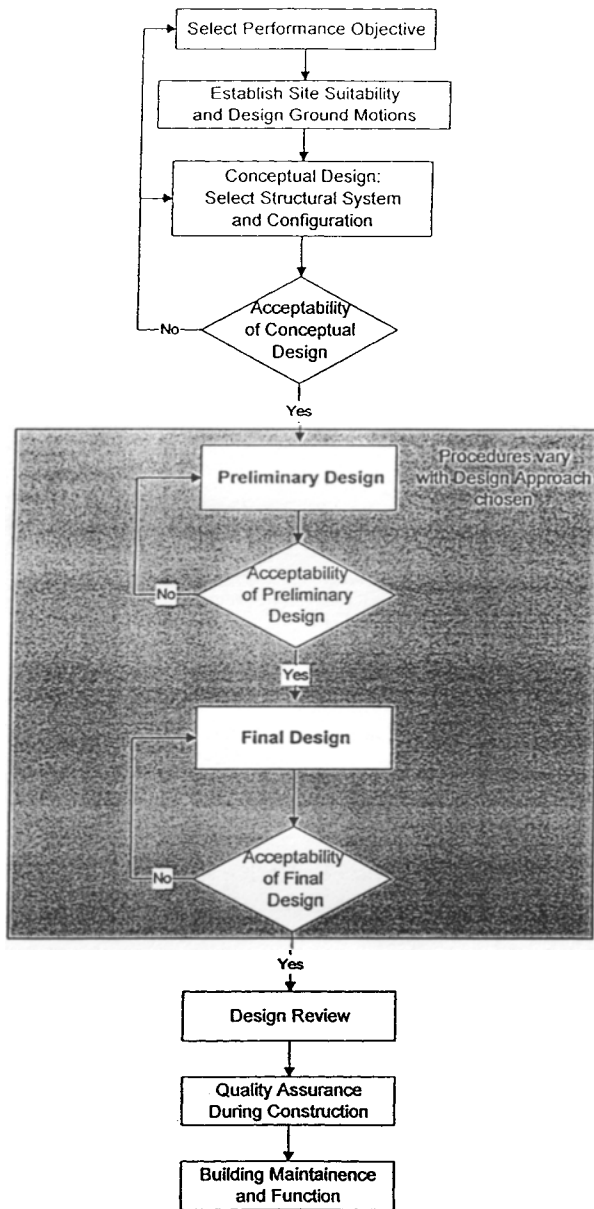 Select Performance Objective
Establish Site Suitability
and Design Ground Motions
Conceptual Design:
Select Structural System
and Configuration
Acceptability
of Conceptual
Design
No
Yes
Procedures vary
with Design Approach
chosen
Preliminary Design
Acceptability
of Preliminary
Design
No
Yes
Final Design
Acceptability
of Final
Design
No
Yes
Design Review
Quality Assurance
During Construction
Building Maintainence
and Function